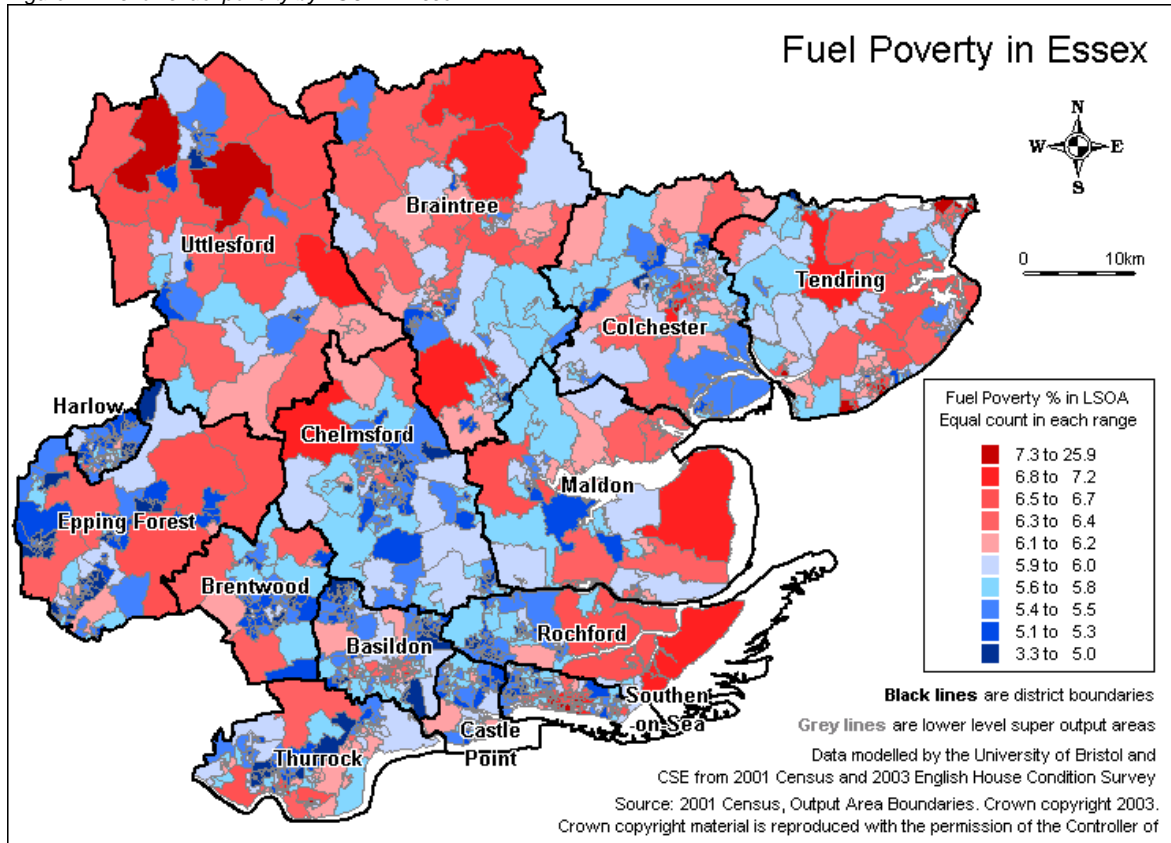 Fuel Poverty in Essex
N
W E
S
0 10km
Braintree
Uttlesford
Tendring
Colchester
Harlow
Chelmsford
Maldon
Epping Forest
Brentwood
Rochford
Basildon
Southen
-on-Sea
Castle
Point
Thurrock
Fuel Poverty % in LSOA
Equal count in each range
7.3 to 25.9
6.8 to 7.2
6.5 to 6.7
6.3 to 6.4
6.1 to 6.2
5.9 to 6.0
5.6 to 5.8
5.4 to 5.5
5.1 to 5.3
3.3 to 5.0
Black lines are district boundaries
Grey lines are lower level super output areas
Data modelled by the University of Bristol and
CSE from 2001 Census and 2003 English House Condition Survey
Source: 2001 Census, Output Area Boundaries. Crown copyright 2003.
Crown copyright material is reproduced with the permission of the Controller of